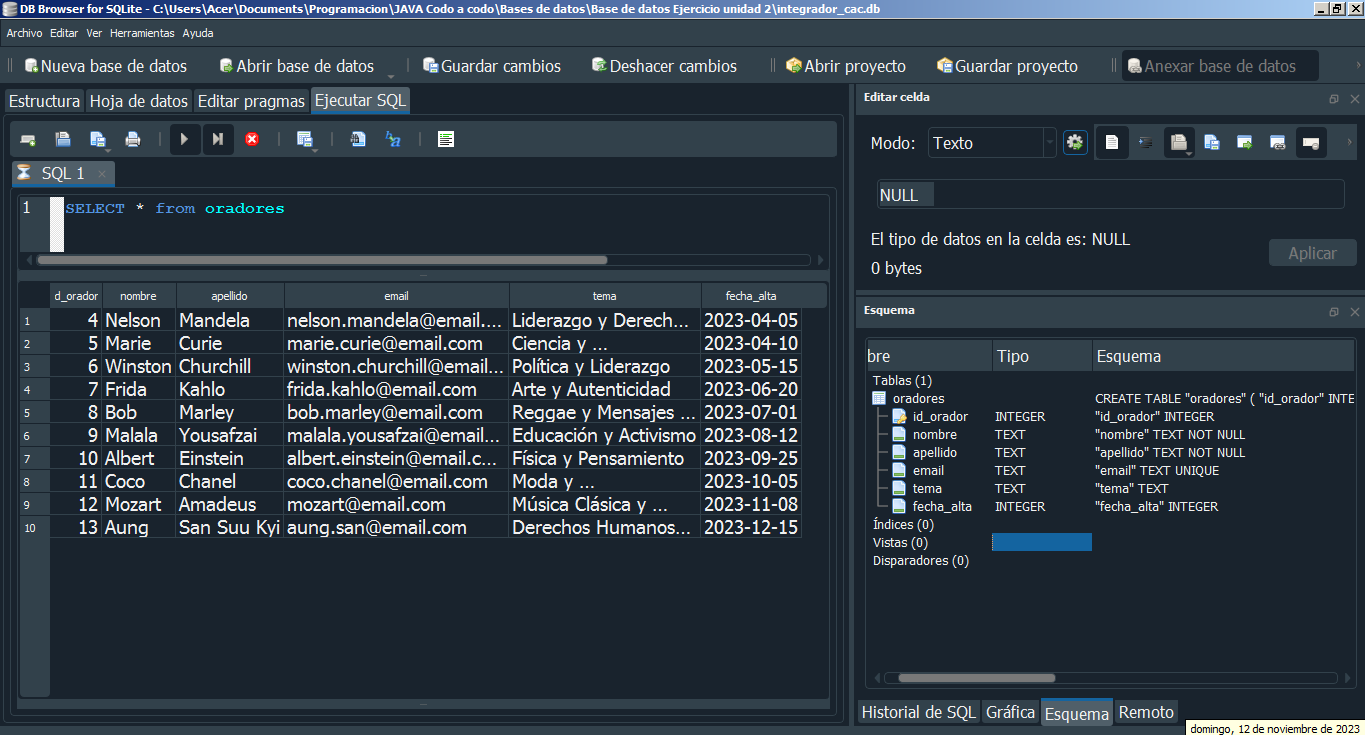 DB Browser for SQLite - C:\Users\Acer\Documents\Programacion\JAVA Codo a codo\Bases de datos\Base de datos Ejercicio unidad 2\integrador_cac.db
Archivo Editar Ver Herramientas Ayuda
Nueva base de datos Abrir base de datos Guardar cambios Deshacer cambios Abrir proyecto Guardar proyecto Anexar base de datos
Estructura Hoja de datos Editar pragmas Ejecutar SQL
SQL 1
1 SELECT * from oradores
d_orador nombre apellido email tema fecha_alta
1 4 Nelson Mandela nelson.mandela@email.... Liderazgo y Derech... 2023-04-05
2 5 Marie Curie marie.curie@email.com Ciencia y ... 2023-04-10
3 6 Winston Churchill winston.churchill@email... Política y Liderazgo 2023-05-15
4 7 Frida Kahlo frida.kahlo@email.com Arte y Autenticidad 2023-06-20
5 8 Bob Marley bob.marley@email.com Reggae y Mensajes ... 2023-07-01
6 9 Malala Yousafzai malala.yousafzai@email... Educación y Activismo 2023-08-12
7 10 Albert Einstein albert.einstein@email.c... Física y Pensamiento 2023-09-25
8 11 Coco Chanel coco.chanel@email.com Moda y ... 2023-10-05
9 12 Mozart Amadeus mozart@email.com Música Clásica y ... 2023-11-08
10 13 Aung San Suu Kyi aung.san@email.com Derechos Humanos... 2023-12-15
Editar celda
Modo: Texto
NULL
El tipo de datos en la celda es: NULL
0 bytes
Aplicar
Esquema
bre Tipo Esquema
Tablas (1)
oradores CREATE TABLE "oradores" ( "id_orador" INTE
id_orador INTEGER "id_orador" INTEGER
nombre TEXT "nombre" TEXT NOT NULL
apellido TEXT "apellido" TEXT NOT NULL
email TEXT "email" TEXT UNIQUE
tema TEXT "tema" TEXT
fecha_alta INTEGER "fecha_alta" INTEGER
Índices (0)
Vistas (0)
Disparadores (0)
Historial de SQL Gráfica Esquema Remoto
domingo, 12 de noviembre de 2023